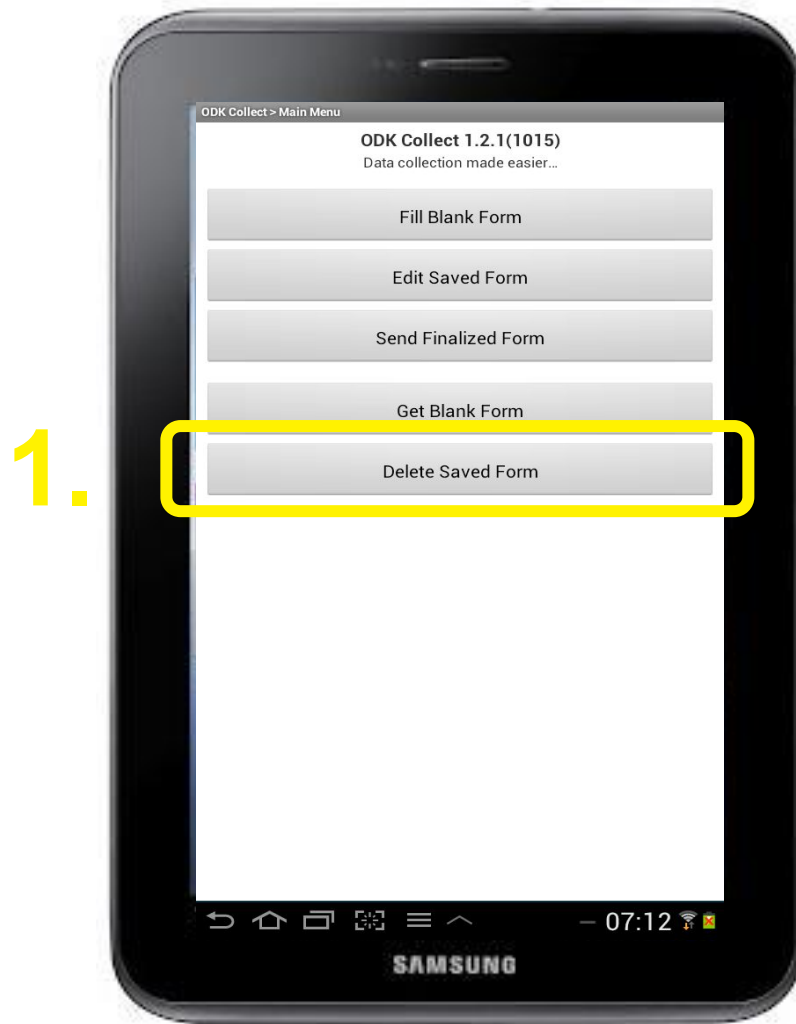 ODK Collect > Main Menu
ODK Collect 1.2.1(1015)
Data collection made easier...
Fill Blank Form
Edit Saved Form
Send Finalized Form
Get Blank Form
1.
Delete Saved Form
07:12
SAMSUNG